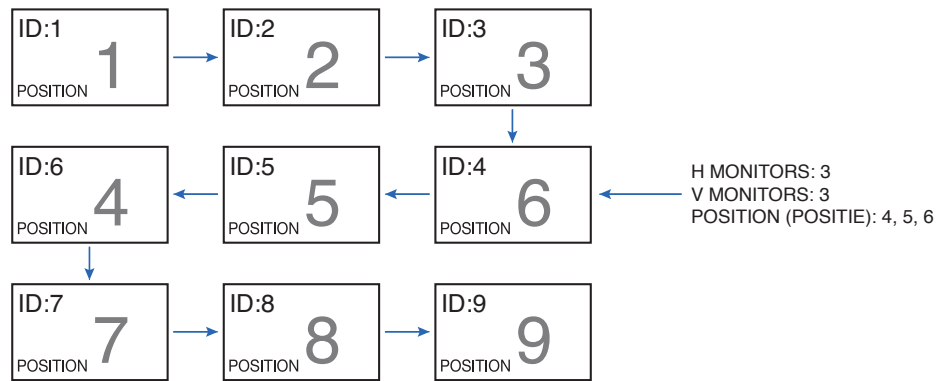 ID:1
POSITION 1
ID:2
POSITION 2
ID:3
POSITION 3
ID:6
POSITION 4
ID:5
POSITION 5
ID:4
POSITION 6
H MONITORS: 3
V MONITORS: 3
POSITION (POSITIE): 4, 5, 6
ID:7
POSITION 7
ID:8
POSITION 8
ID:9
POSITION 9